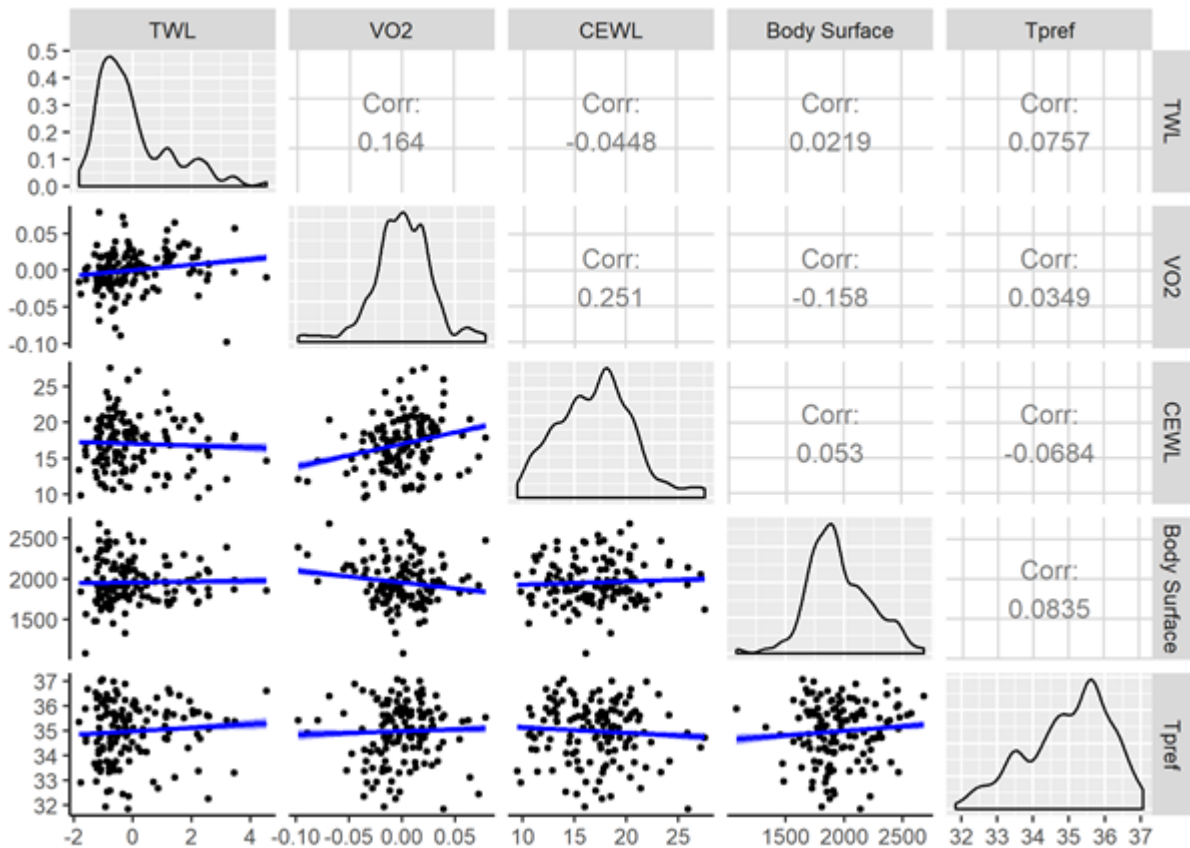 TWL VO2 CEWL Body Surface Tpref
0.5
0.4
0.3
0.2
0.1
0.0
Corr:
0.164
Corr:
-0.0448
Corr:
0.0219
Corr:
0.0757
TWL
0.05
0.00
-0.05
-0.10
Corr:
0.251
Corr:
-0.158
Corr:
0.0349
VO2
25
20
15
10
Corr:
0.053
Corr:
-0.0684
CEWL
2500
2000
1500
Corr:
0.0835
Body Surface
37
36
35
34
33
32
Tpref
-2 0 2 4
-0.10 -0.05 0.00 0.05
10 15 20 25
1500 2000 2500
32 33 34 35 36 37